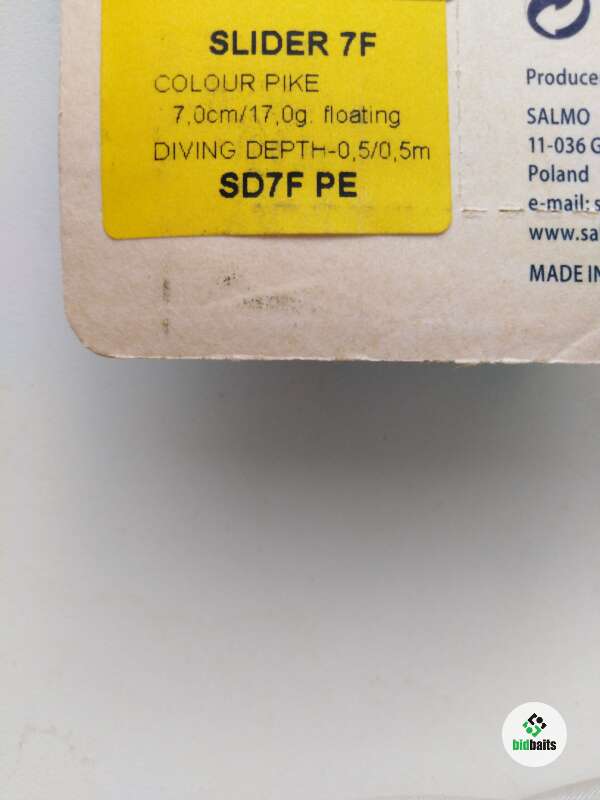 SLIDER 7F
COLOUR PIKE
7,0cm/17,0g. floating
DIVING DEPTH-0,5/0,5m
SD7F PE
Produce
SALMO
11-036 G
Poland
e-mail: s
www.sa
MADE IN
bidbaits